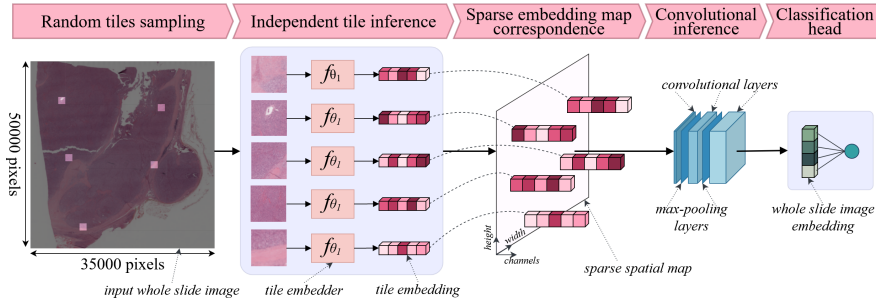 Random tiles sampling
Independent tile inference
Sparse embedding map
correspondence
Convolutional
inference
Classification
head
50000 pixels
35000 pixels
input whole slide image
fθ1
fθ1
fθ1
fθ1
fθ1
tile embedder
tile embedding
height
width
channels
sparse spatial map
convolutional layers
max-pooling
layers
whole slide image
embedding